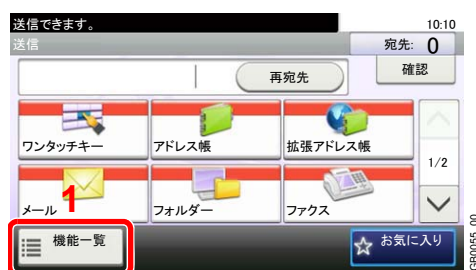 送信できます。 10:10
送信 宛先: 0
再宛先 確認
ワンタッチキー アドレス帳 拡張アドレス帳
1/2
メール 1 フォルダー ファクス
機能一覧 お気に入り
GB0055_00